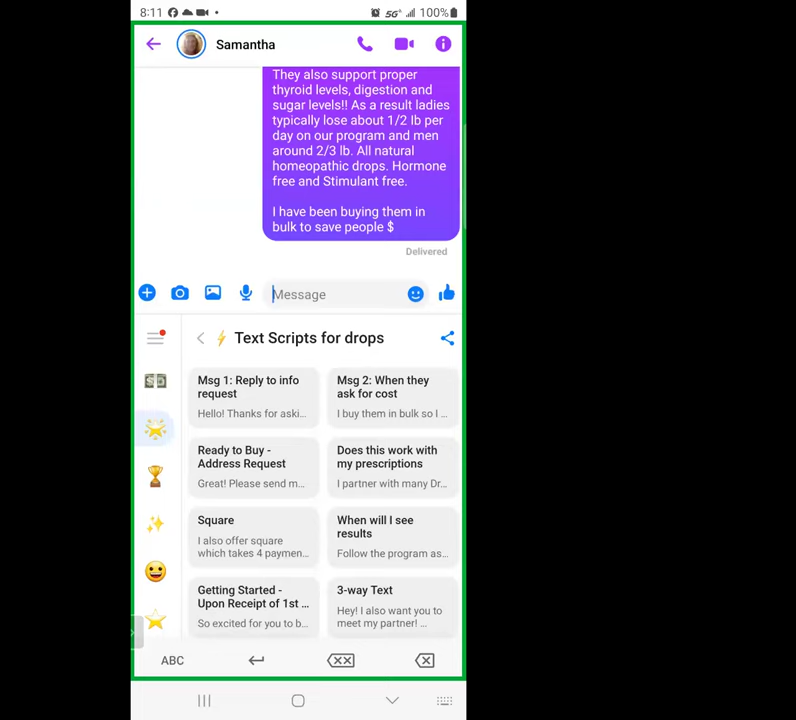 8:11
5G
100%
Samantha
They also support proper
thyroid levels, digestion and
sugar levels!! As a result ladies
typically lose about 1/2 lb per
day on our program and men
around 2/3 lb. All natural
homeopathic drops. Hormone
free and Stimulant free.
I have been buying them in
bulk to save people $
Delivered
Message
Text Scripts for drops
Msg 1: Reply to info
request
Hello! Thanks for aski...
Msg 2: When they
ask for cost
I buy them in bulk so I ...
Ready to Buy -
Address Request
Great! Please send m...
Does this work with
my prescriptions
I partner with many Dr...
Square
I also offer square
which takes 4 paymen...
When will I see
results
Follow the program as...
Getting Started -
Upon Receipt of 1st ...
So excited for you to b...
3-way Text
Hey! I also want you to
meet my partner! ...
ABC